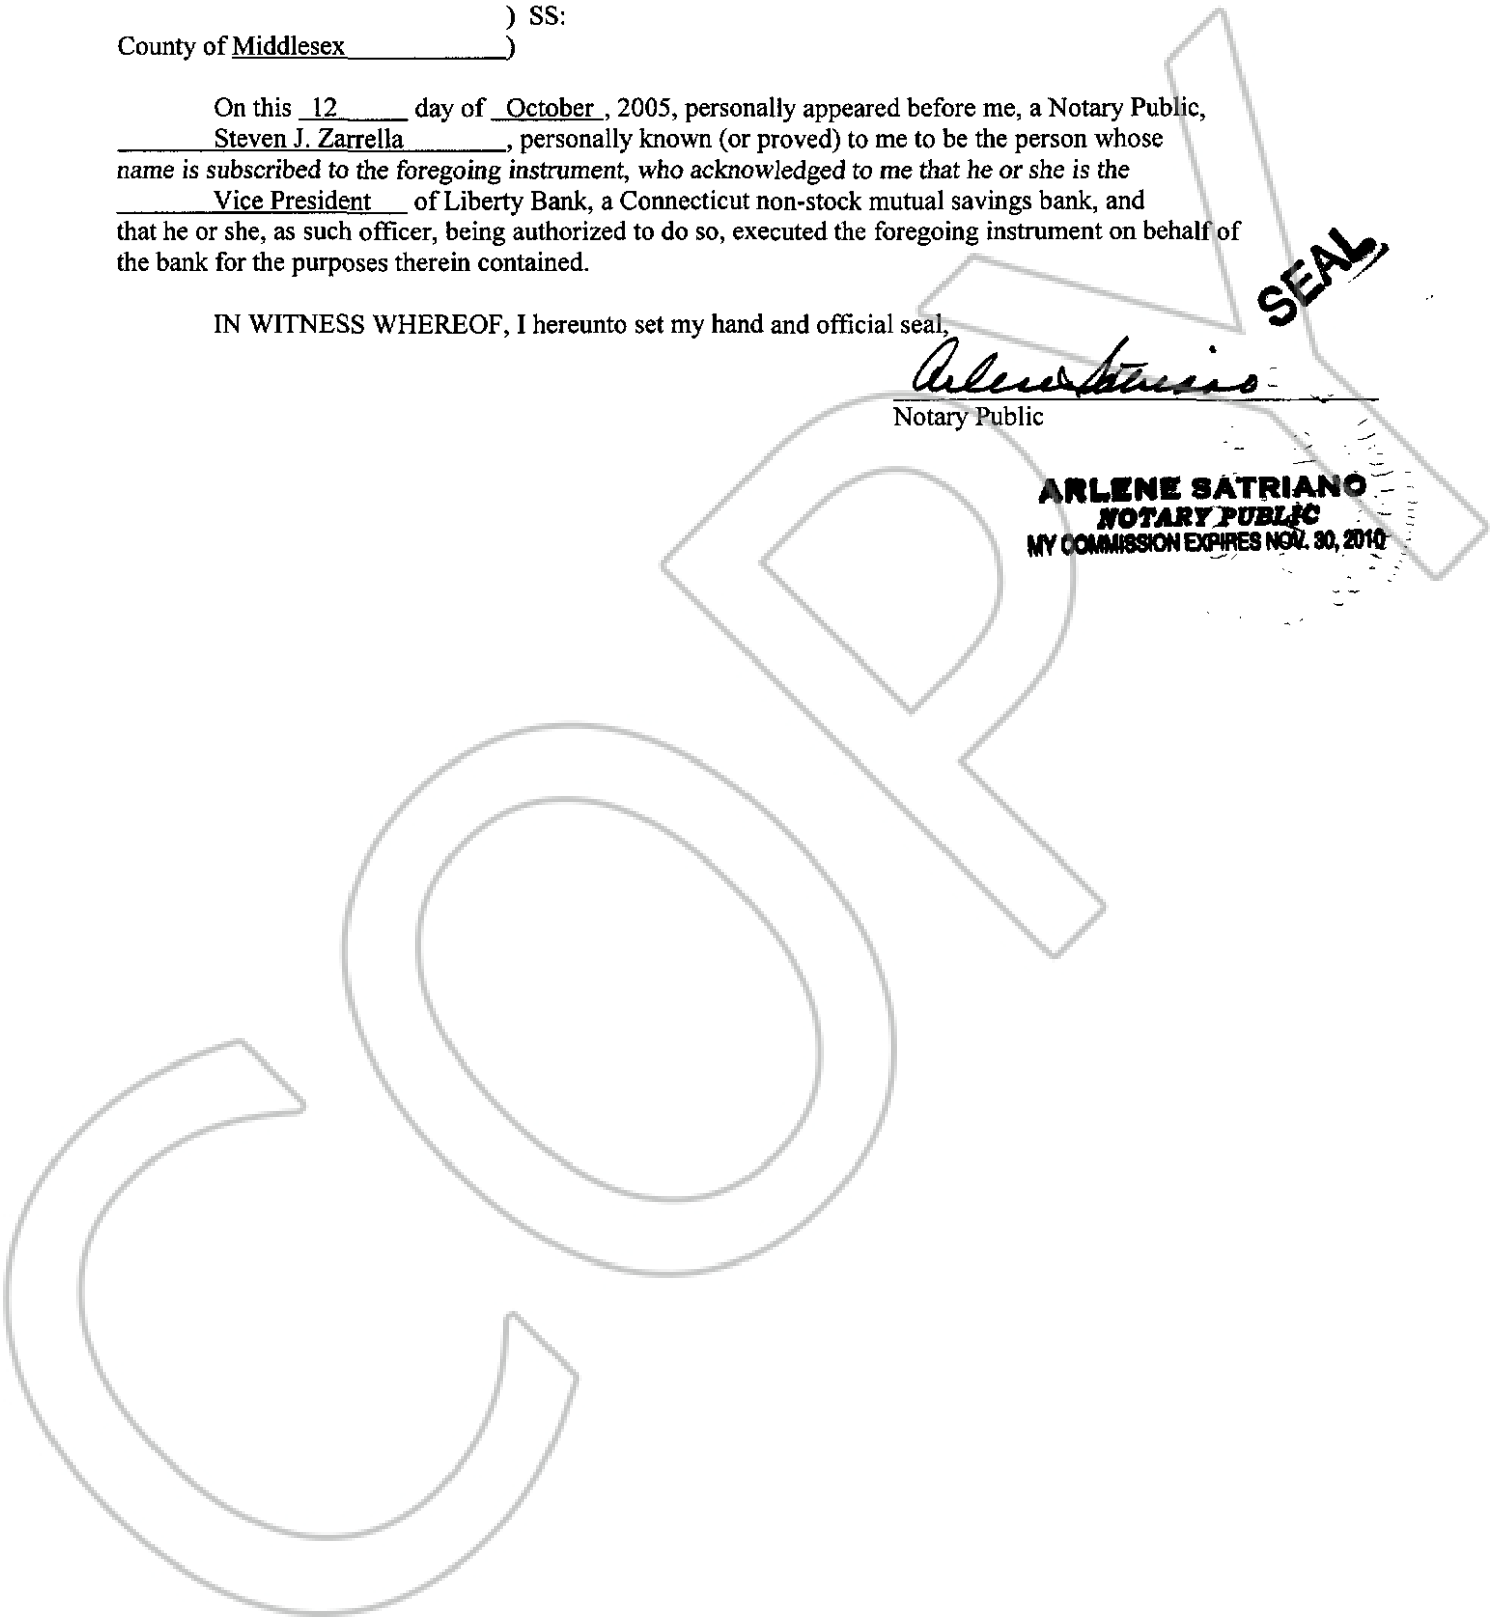 ) SS:
County of Middlesex )
On this 12 day of October , 2005, personally appeared before me, a Notary Public,
Steven J. Zarrella , personally known (or proved) to me to be the person whose
name is subscribed to the foregoing instrument, who acknowledged to me that he or she is the
Vice President of Liberty Bank, a Connecticut non-stock mutual savings bank, and
that he or she, as such officer, being authorized to do so, executed the foregoing instrument on behalf of
the bank for the purposes therein contained.
IN WITNESS WHEREOF, I hereunto set my hand and official seal,
SEAL
Arlene Satriano
Notary Public
ARLENE SATRIANO
NOTARY PUBLIC
MY COMMISSION EXPIRES NOV. 30, 2010
COPY